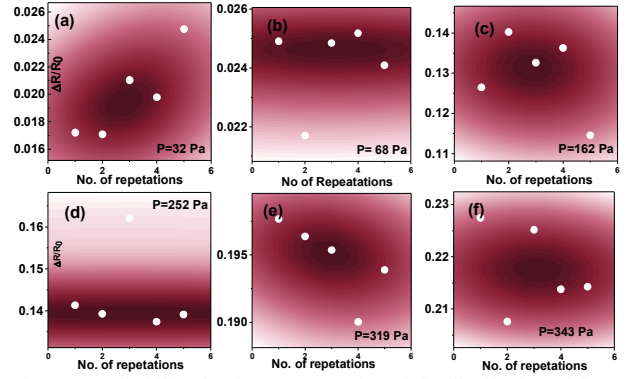 (a)
0.026
0.024
0.022
0.020
0.018
0.016
ΔR/R0
P=32 Pa
0 2 4 6
No. of repetations
(b)
0.026
0.024
0.022
P= 68 Pa
0 2 4 6
No of Repetations
(c)
0.14
0.13
0.12
0.11
P=162 Pa
0 2 4 6
No. of repetations
(d)
P=252 Pa
0.16
0.15
0.14
ΔR/R0
0 2 4 6
No. of repetations
(e)
0.195
0.190
P=319 Pa
0 2 4 6
No. of repetations
(f)
0.23
0.22
0.21
P=343 Pa
0 2 4 6
No. of repetations